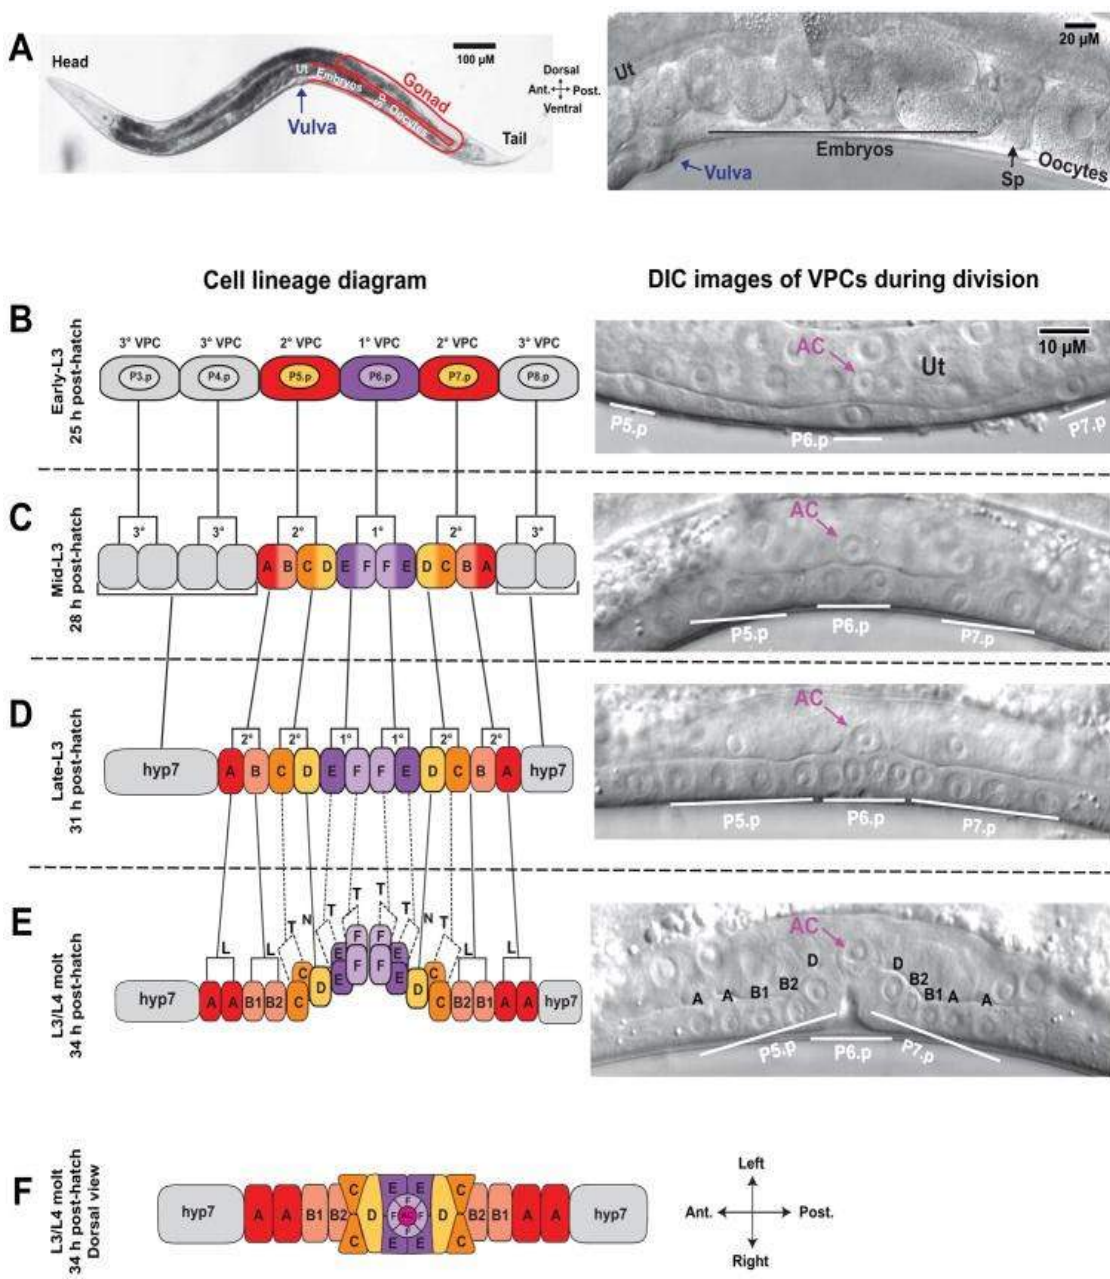 A
Head
Ut
Embryos
Sp
Oocytes
Gonad
Vulva
Tail
100 µM
Dorsal
Ant. Post.
Ventral
20 µM
Ut
Embryos
Vulva
Sp
Oocytes
Cell lineage diagram
DIC images of VPCs during division
B
Early-L3
25 h post-hatch
3° VPC 3° VPC 2° VPC 1° VPC 2° VPC 3° VPC
P3.p P4.p P5.p P6.p P7.p P8.p
AC
Ut
10 µM
P5.p P6.p P7.p
C
Mid-L3
28 h post-hatch
3° 3° 2° 1° 2° 3°
A B C D E F F E D C B A
AC
P5.p P6.p P7.p
D
Late-L3
31 h post-hatch
2° 2° 1° 1° 2° 2°
hyp7 A B C D E F F E D C B A hyp7
AC
P5.p P6.p P7.p
E
L3/L4 molt
34 h post-hatch
L L T N T T T T N T L L
F F
C E F F E C
hyp7 A A B1 B2 C D E E D C B2 B1 A A hyp7
AC
A A B1 B2 D D B2 B1 A A
P5.p P6.p P7.p
F
L3/L4 molt
34 h post-hatch
Dorsal view
C E E C
F
hyp7 A A B1 B2 D F AC F D B2 B1 A A hyp7
F
C E E C
Left
Ant. Post.
Right